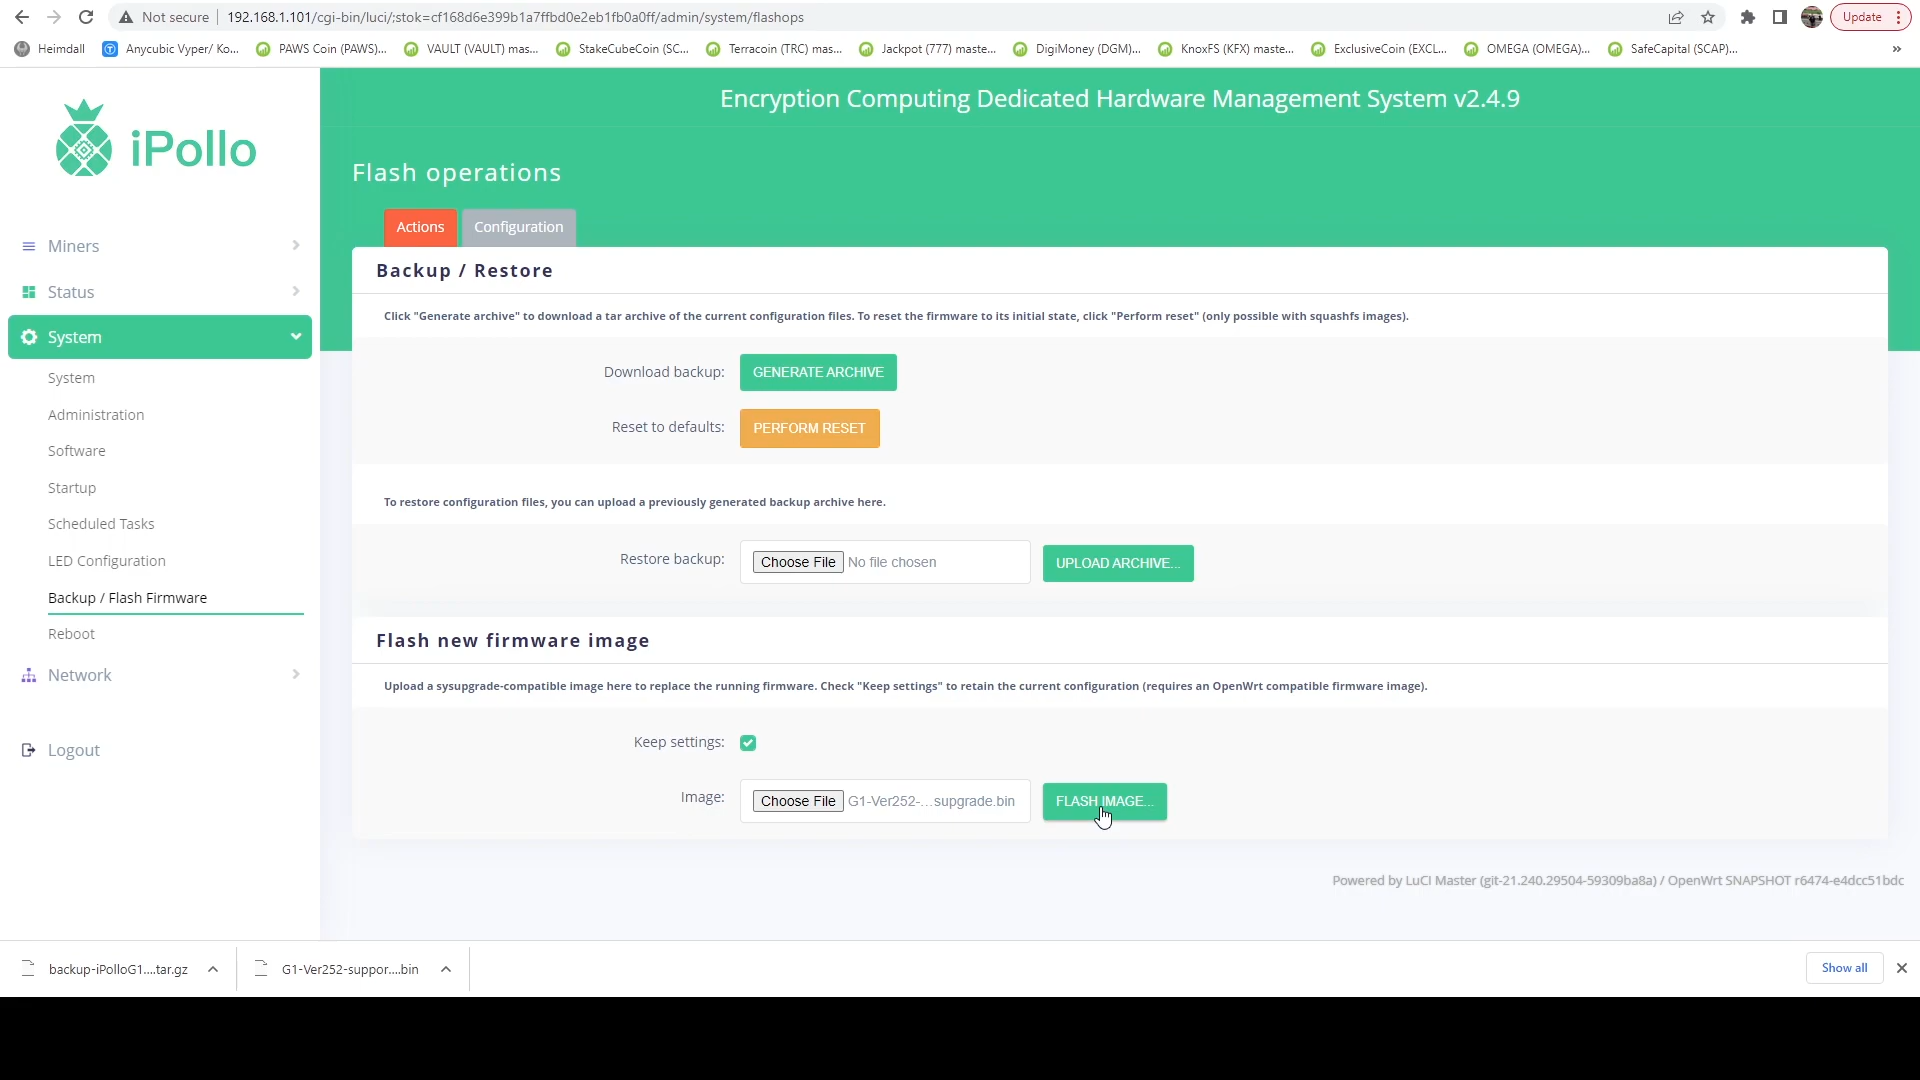 Not secure
192.168.1.101/cgi-bin/luci/;stok=cf168d6e399b1a7ffbd0e2eb1fb0a0ff/admin/system/flashops
Update
Heimdall
Anycubic Vyper/ Ko...
PAWS Coin (PAWS)...
VAULT (VAULT) mas...
StakeCubeCoin (SC...
Terracoin (TRC) mas...
Jackpot (777) maste...
DigiMoney (DGM)...
KnoxFS (KFX) maste...
ExclusiveCoin (EXCL...
OMEGA (OMEGA)...
SafeCapital (SCAP)...
»
iPollo
Miners
Status
System
System
Administration
Software
Startup
Scheduled Tasks
LED Configuration
Backup / Flash Firmware
Reboot
Network
Logout
Encryption Computing Dedicated Hardware Management System v2.4.9
Flash operations
Actions
Configuration
Backup / Restore
Click "Generate archive" to download a tar archive of the current configuration files. To reset the firmware to its initial state, click "Perform reset" (only possible with squashfs images).
Download backup:
GENERATE ARCHIVE
Reset to defaults:
PERFORM RESET
To restore configuration files, you can upload a previously generated backup archive here.
Restore backup:
Choose File No file chosen
UPLOAD ARCHIVE...
Flash new firmware image
Upload a sysupgrade-compatible image here to replace the running firmware. Check "Keep settings" to retain the current configuration (requires an OpenWrt compatible firmware image).
Keep settings:
Image:
Choose File G1-Ver252-...supgrade.bin
FLASH IMAGE...
Powered by LuCI Master (git-21.240.29504-59309ba8a) / OpenWrt SNAPSHOT r6474-e4dcc51bdc
backup-iPolloG1....tar.gz
G1-Ver252-suppor....bin
Show all